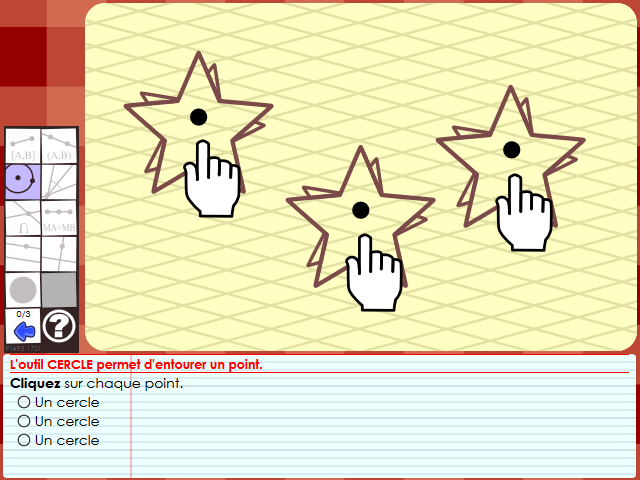 [A,B]
(A,B)
∩
MA=MB
0/3
?
L'outil CERCLE permet d'entourer un point.
Cliquez sur chaque point.
Un cercle
Un cercle
Un cercle